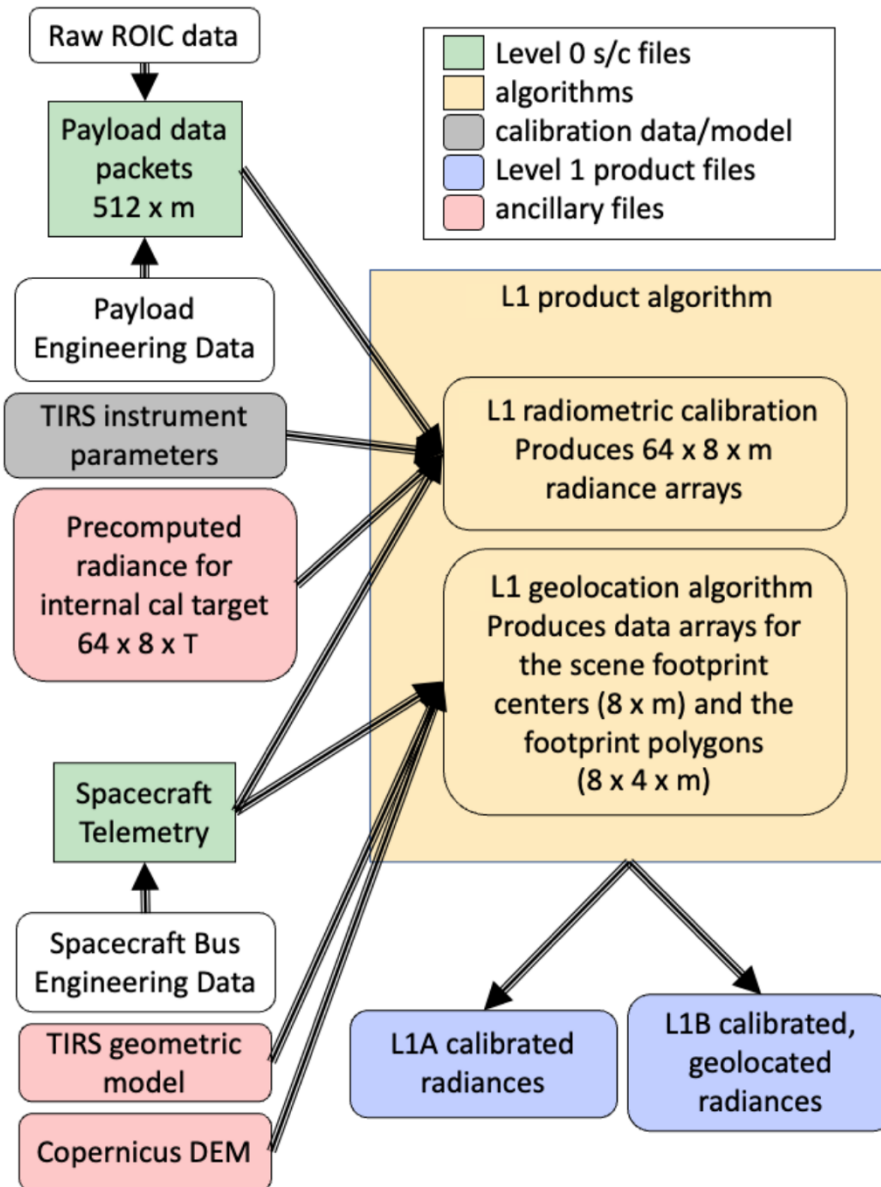 Raw ROIC data
Payload data
packets
512 x m
Payload
Engineering Data
TIRS instrument
parameters
Precomputed
radiance for
internal cal target
64 x 8 x T
Spacecraft
Telemetry
Spacecraft Bus
Engineering Data
TIRS geometric
model
Copernicus DEM
Level 0 s/c files
algorithms
calibration data/model
Level 1 product files
ancillary files
L1 product algorithm
L1 radiometric calibration
Produces 64 x 8 x m
radiance arrays
L1 geolocation algorithm
Produces data arrays for
the scene footprint
centers (8 x m) and the
footprint polygons
(8 x 4 x m)
L1A calibrated
radiances
L1B calibrated,
geolocated
radiances